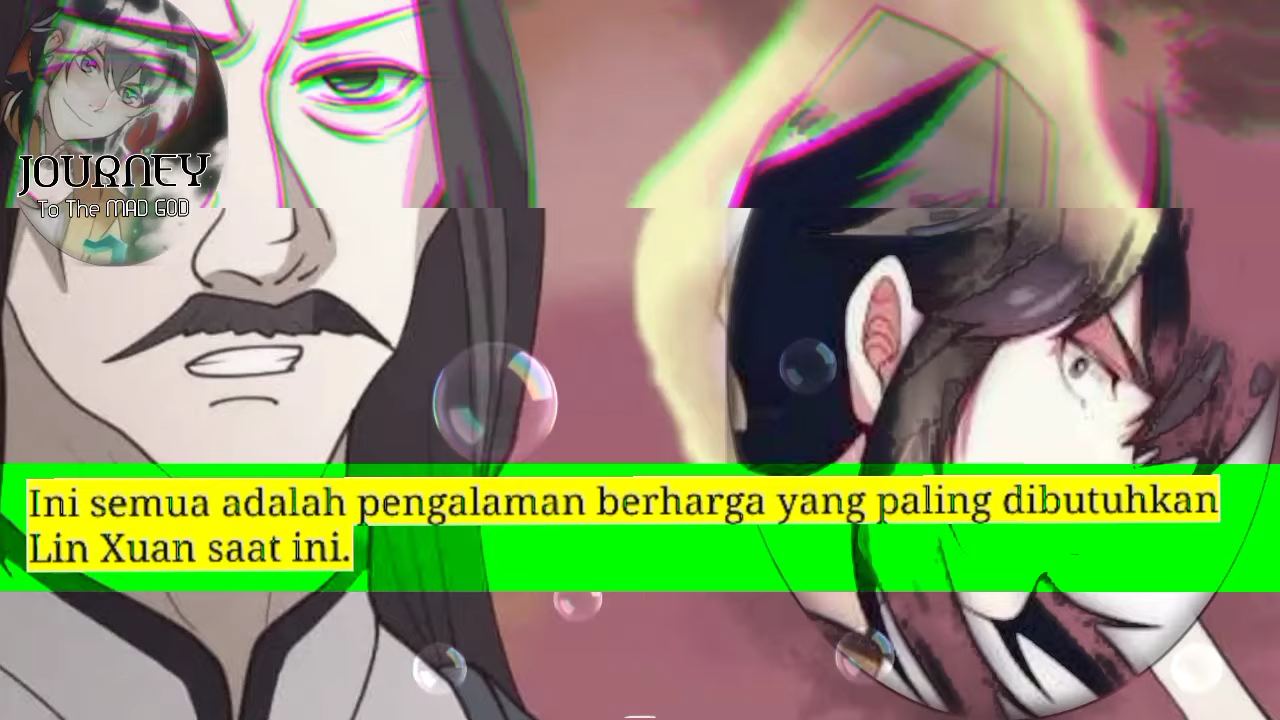 JOURNEY
To The MAD GOD
Ini semua adalah pengalaman berharga yang paling dibutuhkan
Lin Xuan saat ini.